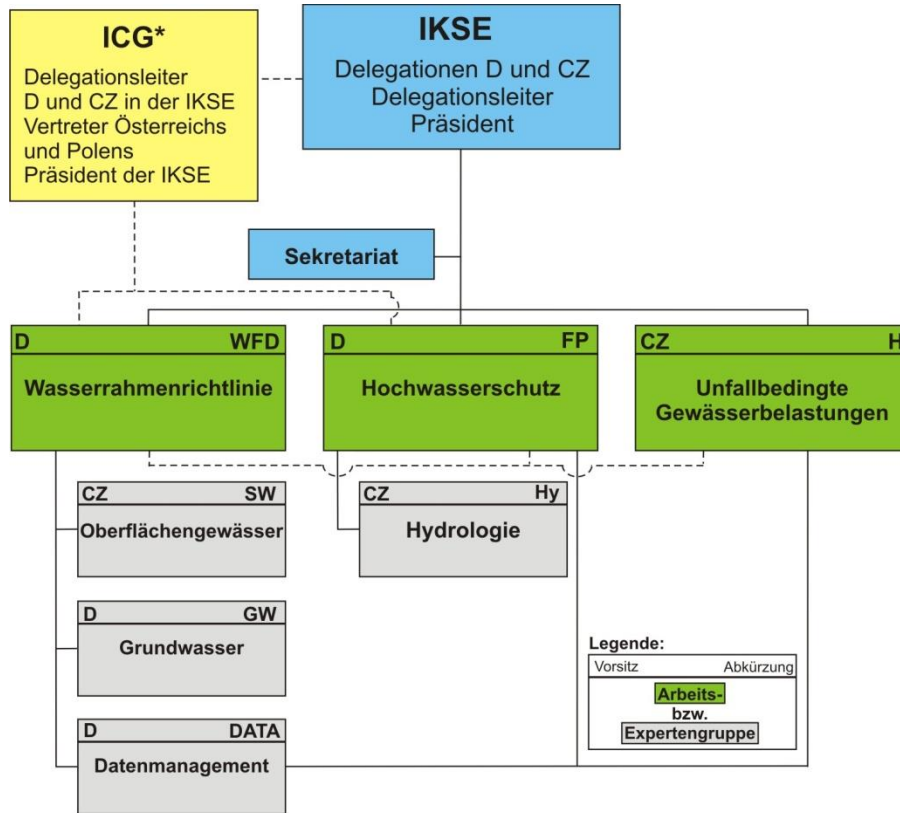 ICG*
Delegationsleiter
D und CZ in der IKSE
Vertreter Österreichs
und Polens
Präsident der IKSE
IKSE
Delegationen D und CZ
Delegationsleiter
Präsident
Sekretariat
D WFD
Wasserrahmenrichtlinie
D FP
Hochwasserschutz
CZ H
Unfallbedingte
Gewässerbelastungen
CZ SW
Oberflächengewässer
CZ Hy
Hydrologie
D GW
Grundwasser
D DATA
Datenmanagement
Legende:
Vorsitz Abkürzung
Arbeits-
bzw.
Expertengruppe